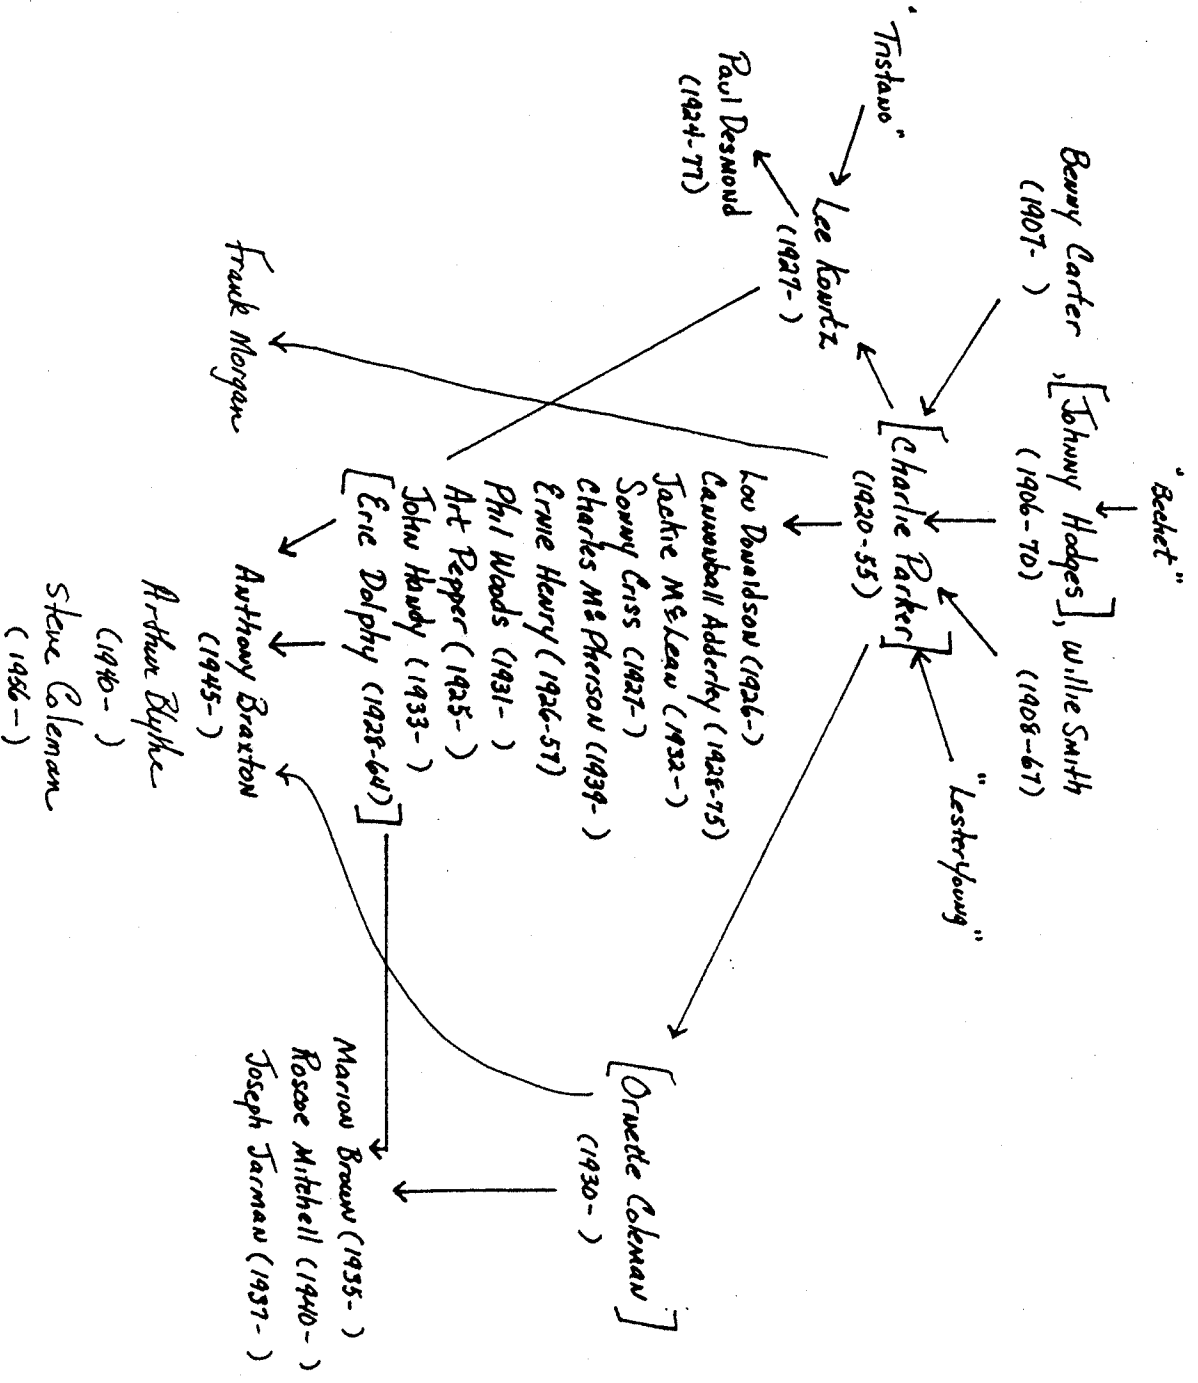 "Bechet"
Benny Carter, [Johnny Hodges], Willie Smith
(1907- ) (1906-70) (1908-67)
"Tristano"
"Lester Young"
Lee Konitz
(1927-)
[Charlie Parker]
(1920-55)
Paul Desmond
(1924-77)
Lou Donaldson (1926-)
Cannonball Adderley (1928-75)
Jackie McLean (1932-)
Sonny Criss (1927-)
Charles McPherson (1939-)
Ernie Henry (1926-57)
Phil Woods (1931-)
Art Pepper (1925-)
John Handy (1933-)
[Eric Dolphy (1928-64)]
[Ornette Coleman]
(1930-)
Frank Morgan
Anthony Braxton
(1945-)
Arthur Blythe
(1940-)
Steve Coleman
(1956-)
Marion Brown (1935-)
Roscoe Mitchell (1940-)
Joseph Jarman (1937-)